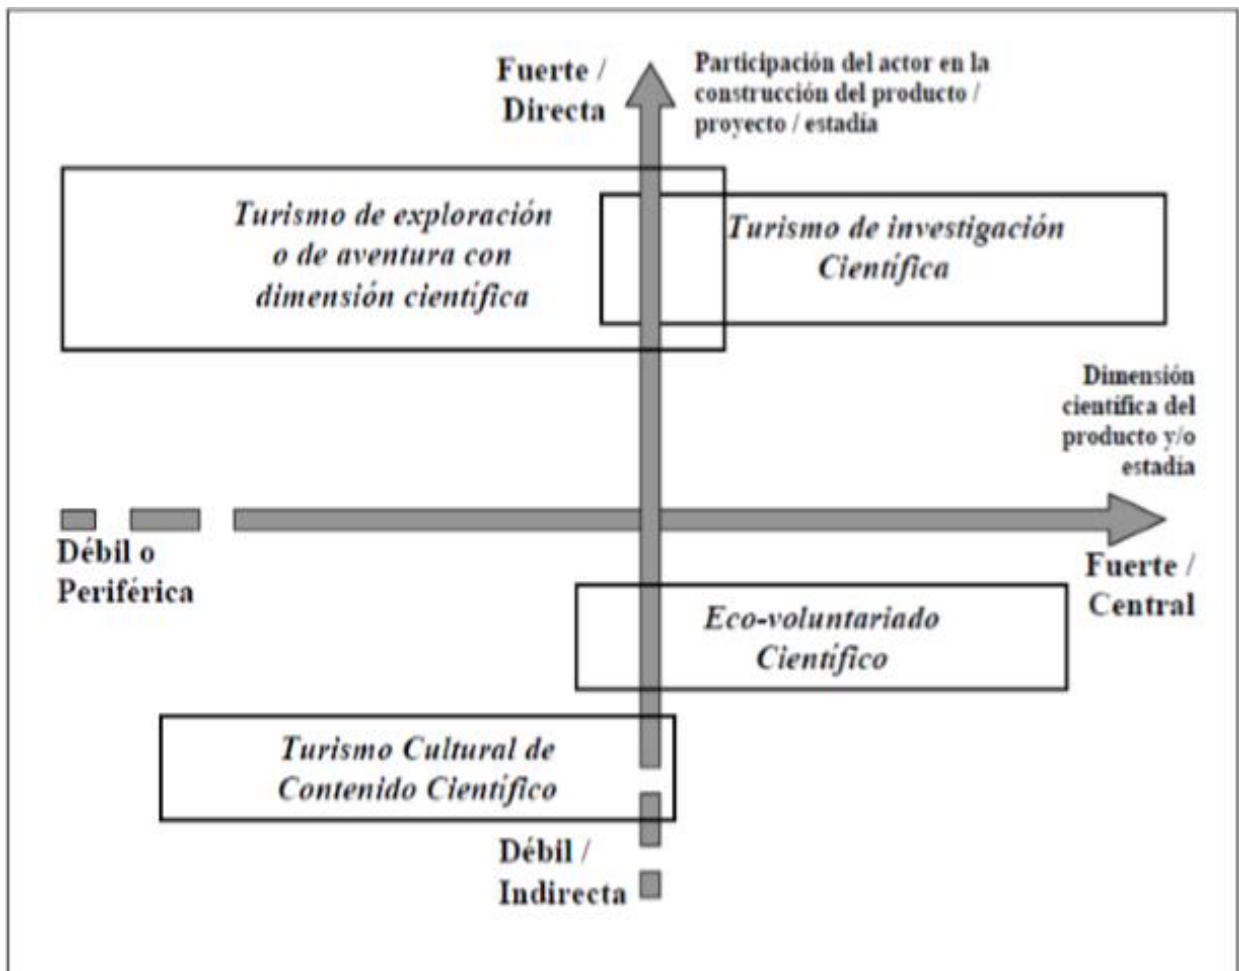 Fuerte /
Directa
Participación del actor en la
construcción del producto /
proyecto / estadía
Turismo de exploración
o de aventura con
dimensión científica
Turismo de investigación
Científica
Dimensión
científica del
producto y/o
estadía
Débil o
Periférica
Fuerte /
Central
Eco-voluntariado
Científico
Turismo Cultural de
Contenido Científico
Débil /
Indirecta